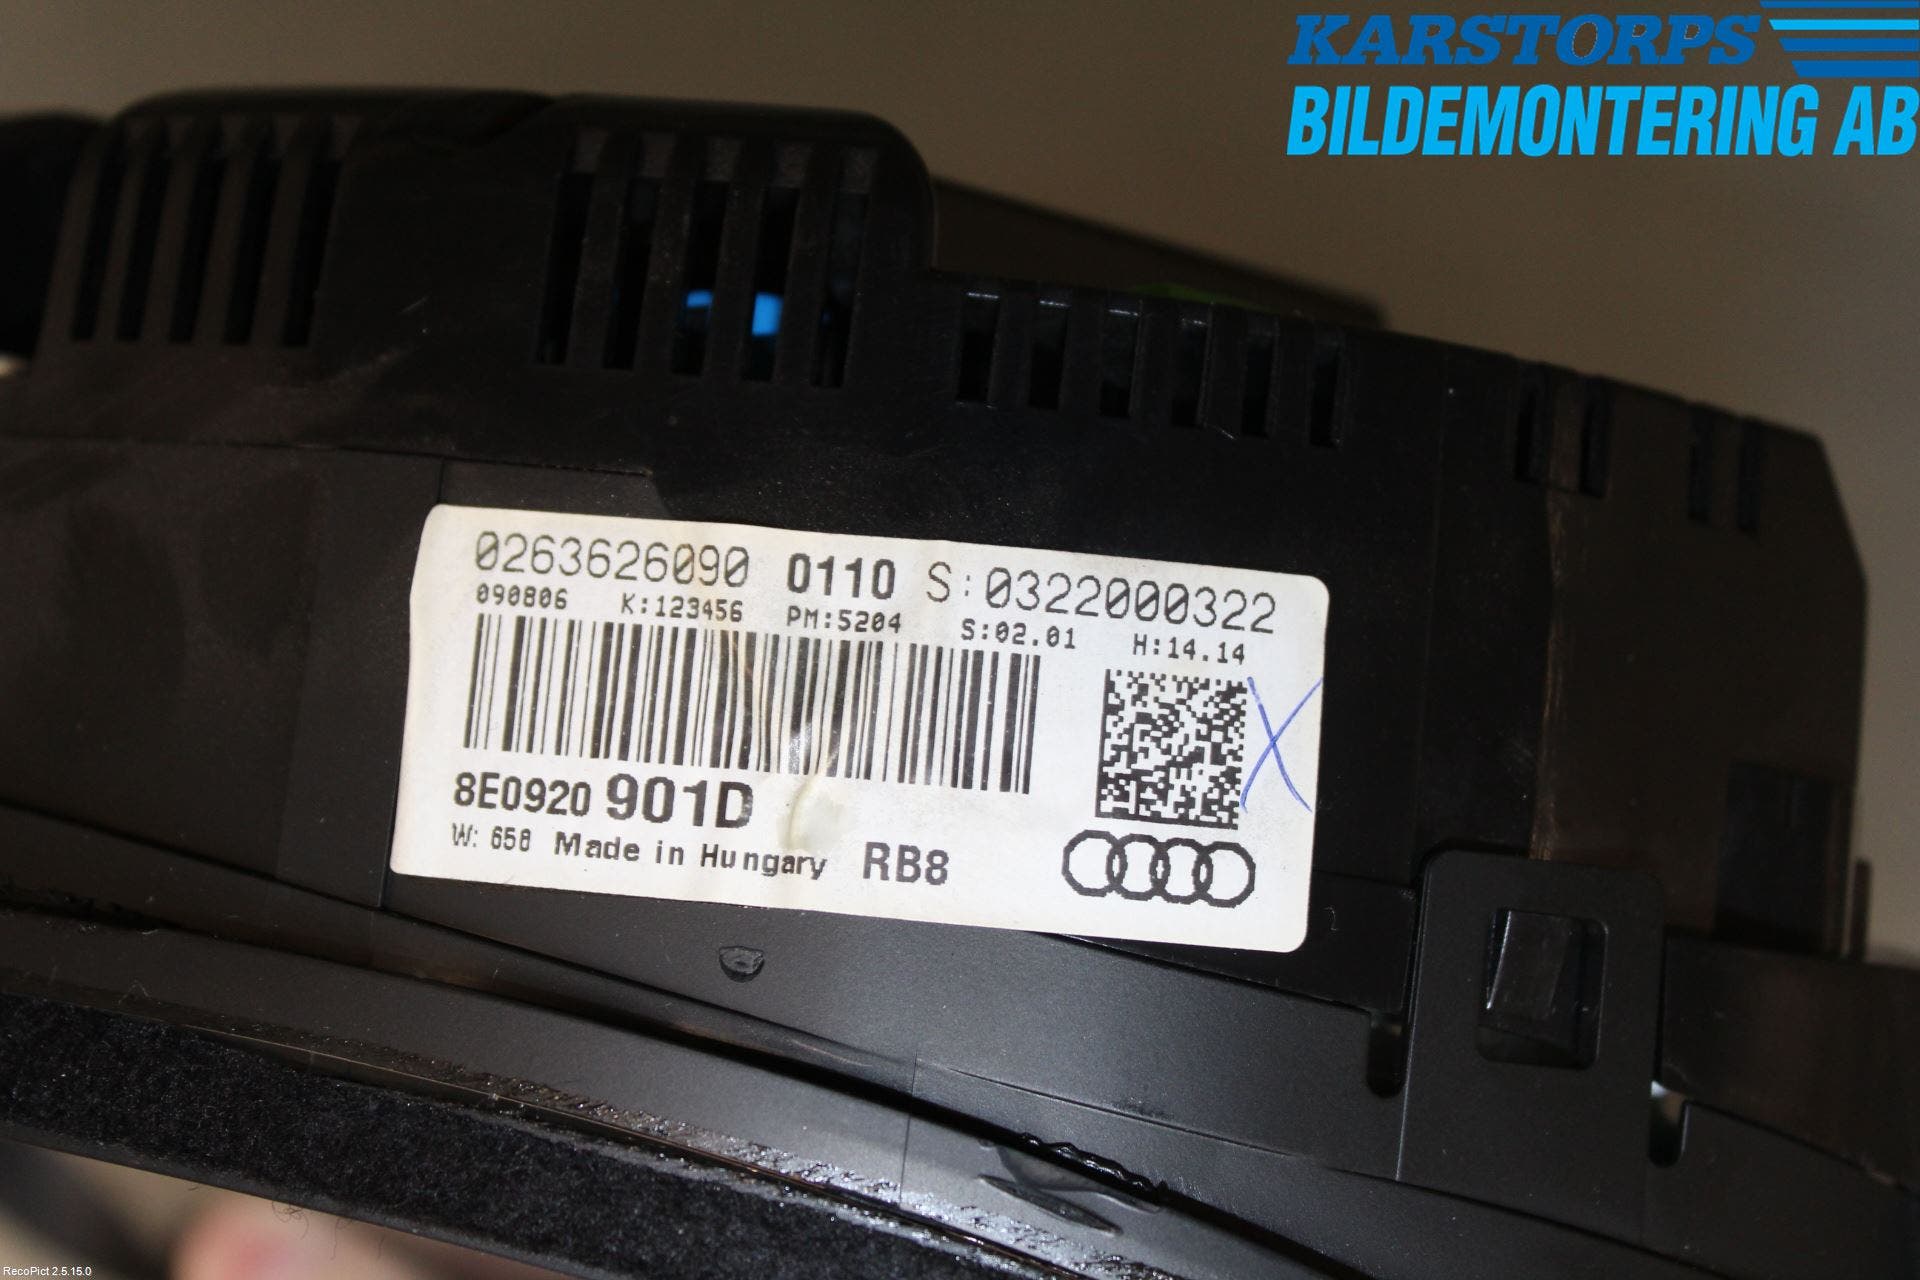 KARSTORPS
BILDEMONTERING AB
0263626090 0110 S:0322000322
090806 K:123456 PM:5204 S:02.01 H:14.14
8E0920 901D
W: 658 Made in Hungary RB8
X
RecoPict 2.5.15.0